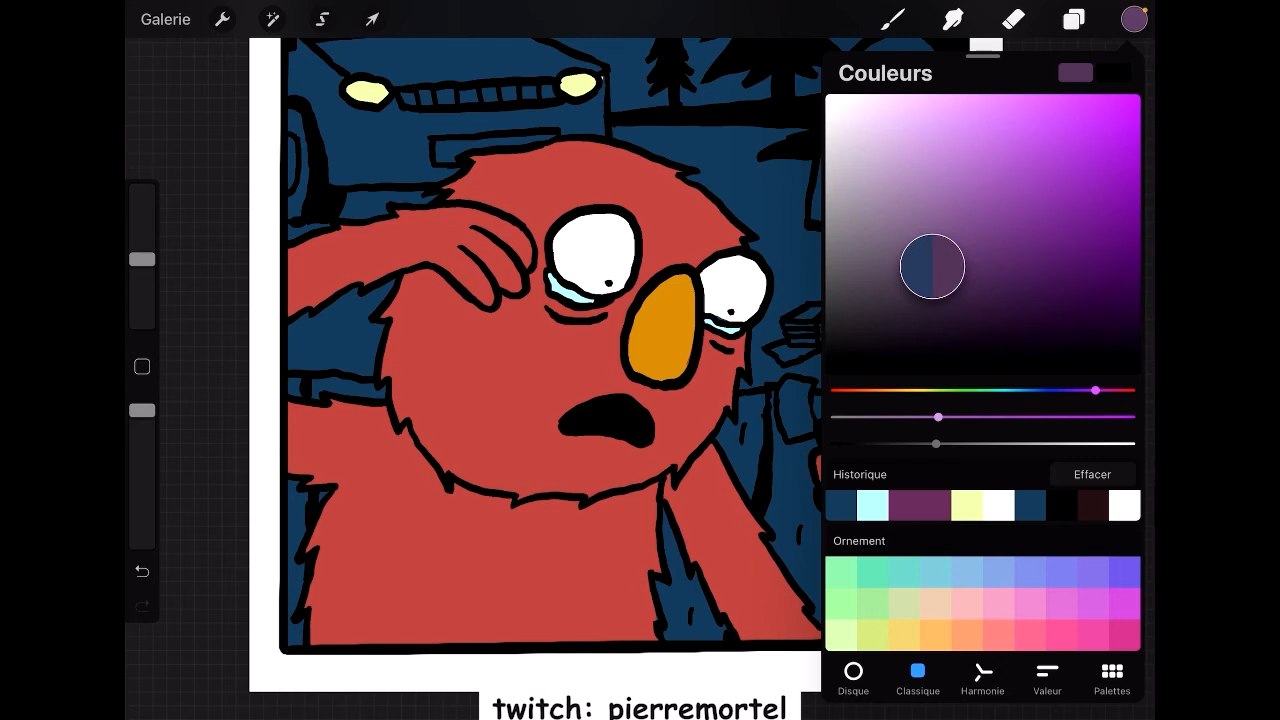 Galerie
Couleurs
Historique
Effacer
Ornement
Disque
Classique
Harmonie
Valeur
Palettes
twitch: pierremortel